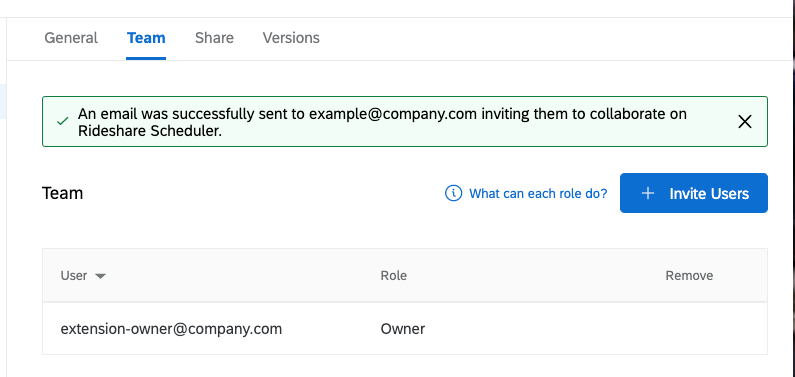 General Team Share Versions
An email was successfully sent to example@company.com inviting them to collaborate on
Rideshare Scheduler.
Team What can each role do? Invite Users
User Role Remove
extension-owner@company.com Owner